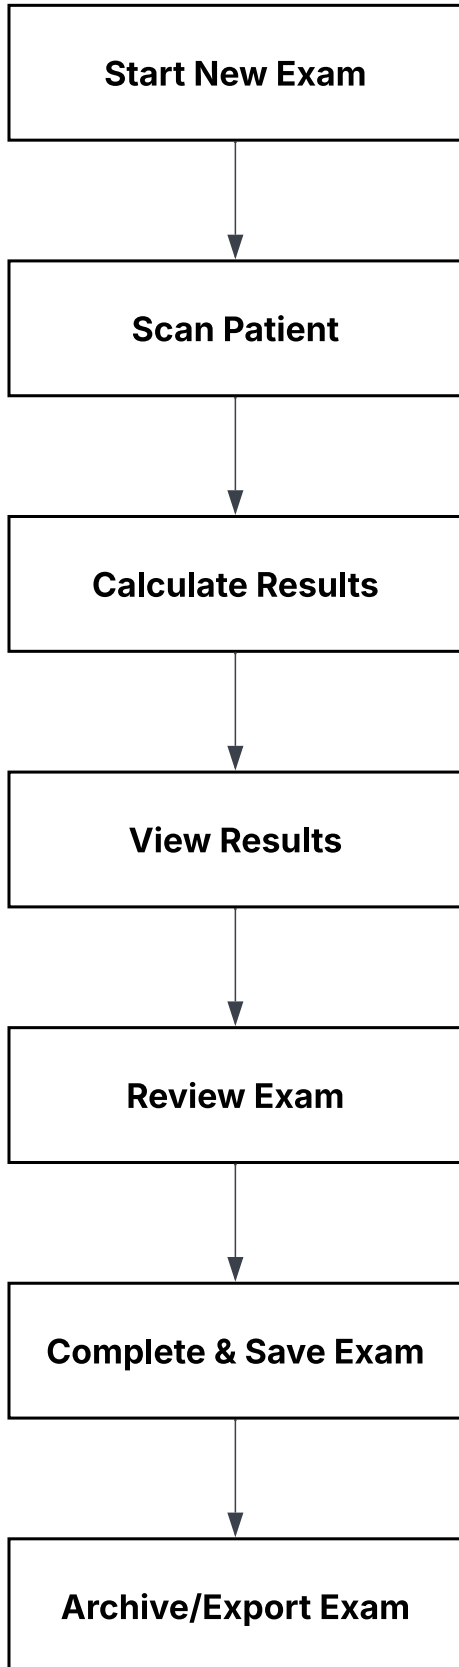 Start New Exam
Scan Patient
Calculate Results
View Results
Review Exam
Complete & Save Exam
Archive/Export Exam